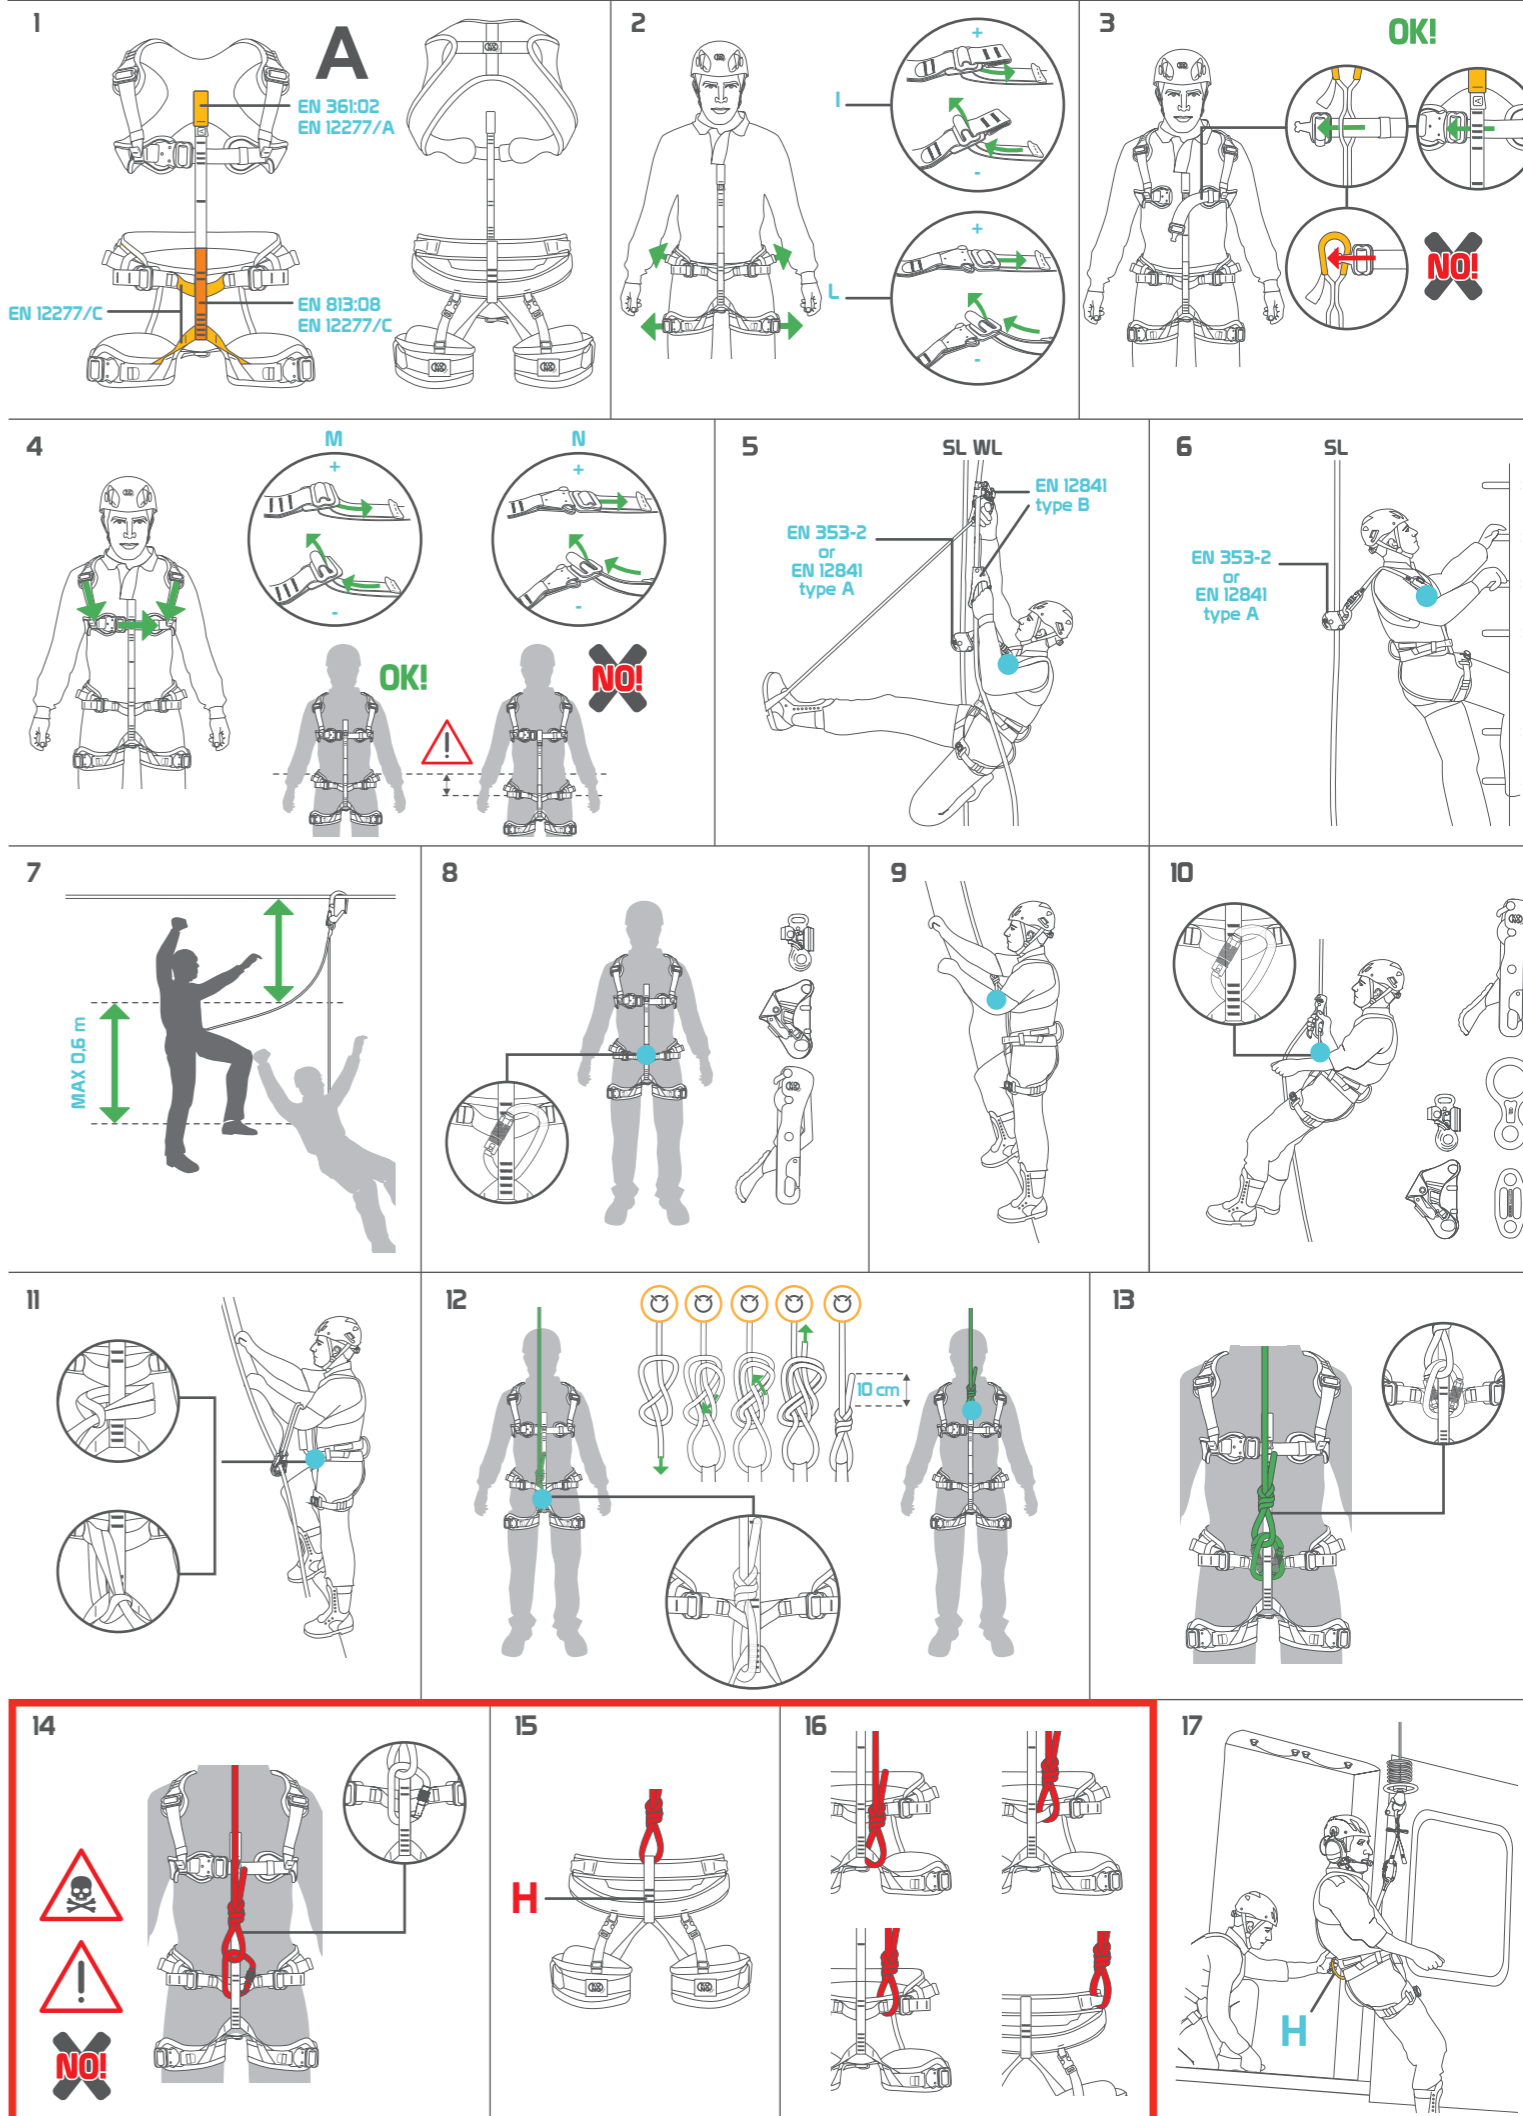 1
A
EN 361:02
EN 12277/A
A
EN 12277/C
EN 813:08
EN 12277/C
2
I
+
-
L
+
-
3
OK!
A
NO!
4
M
+
-
N
+
-
OK!
!
NO!
5
SL WL
EN 12841
type B
EN 353-2
or
EN 12841
type A
6
SL
EN 353-2
or
EN 12841
type A
7
MAX 0,6 m
8
9
10
11
12
10 cm
13
14
!
NO!
15
H
16
17
H